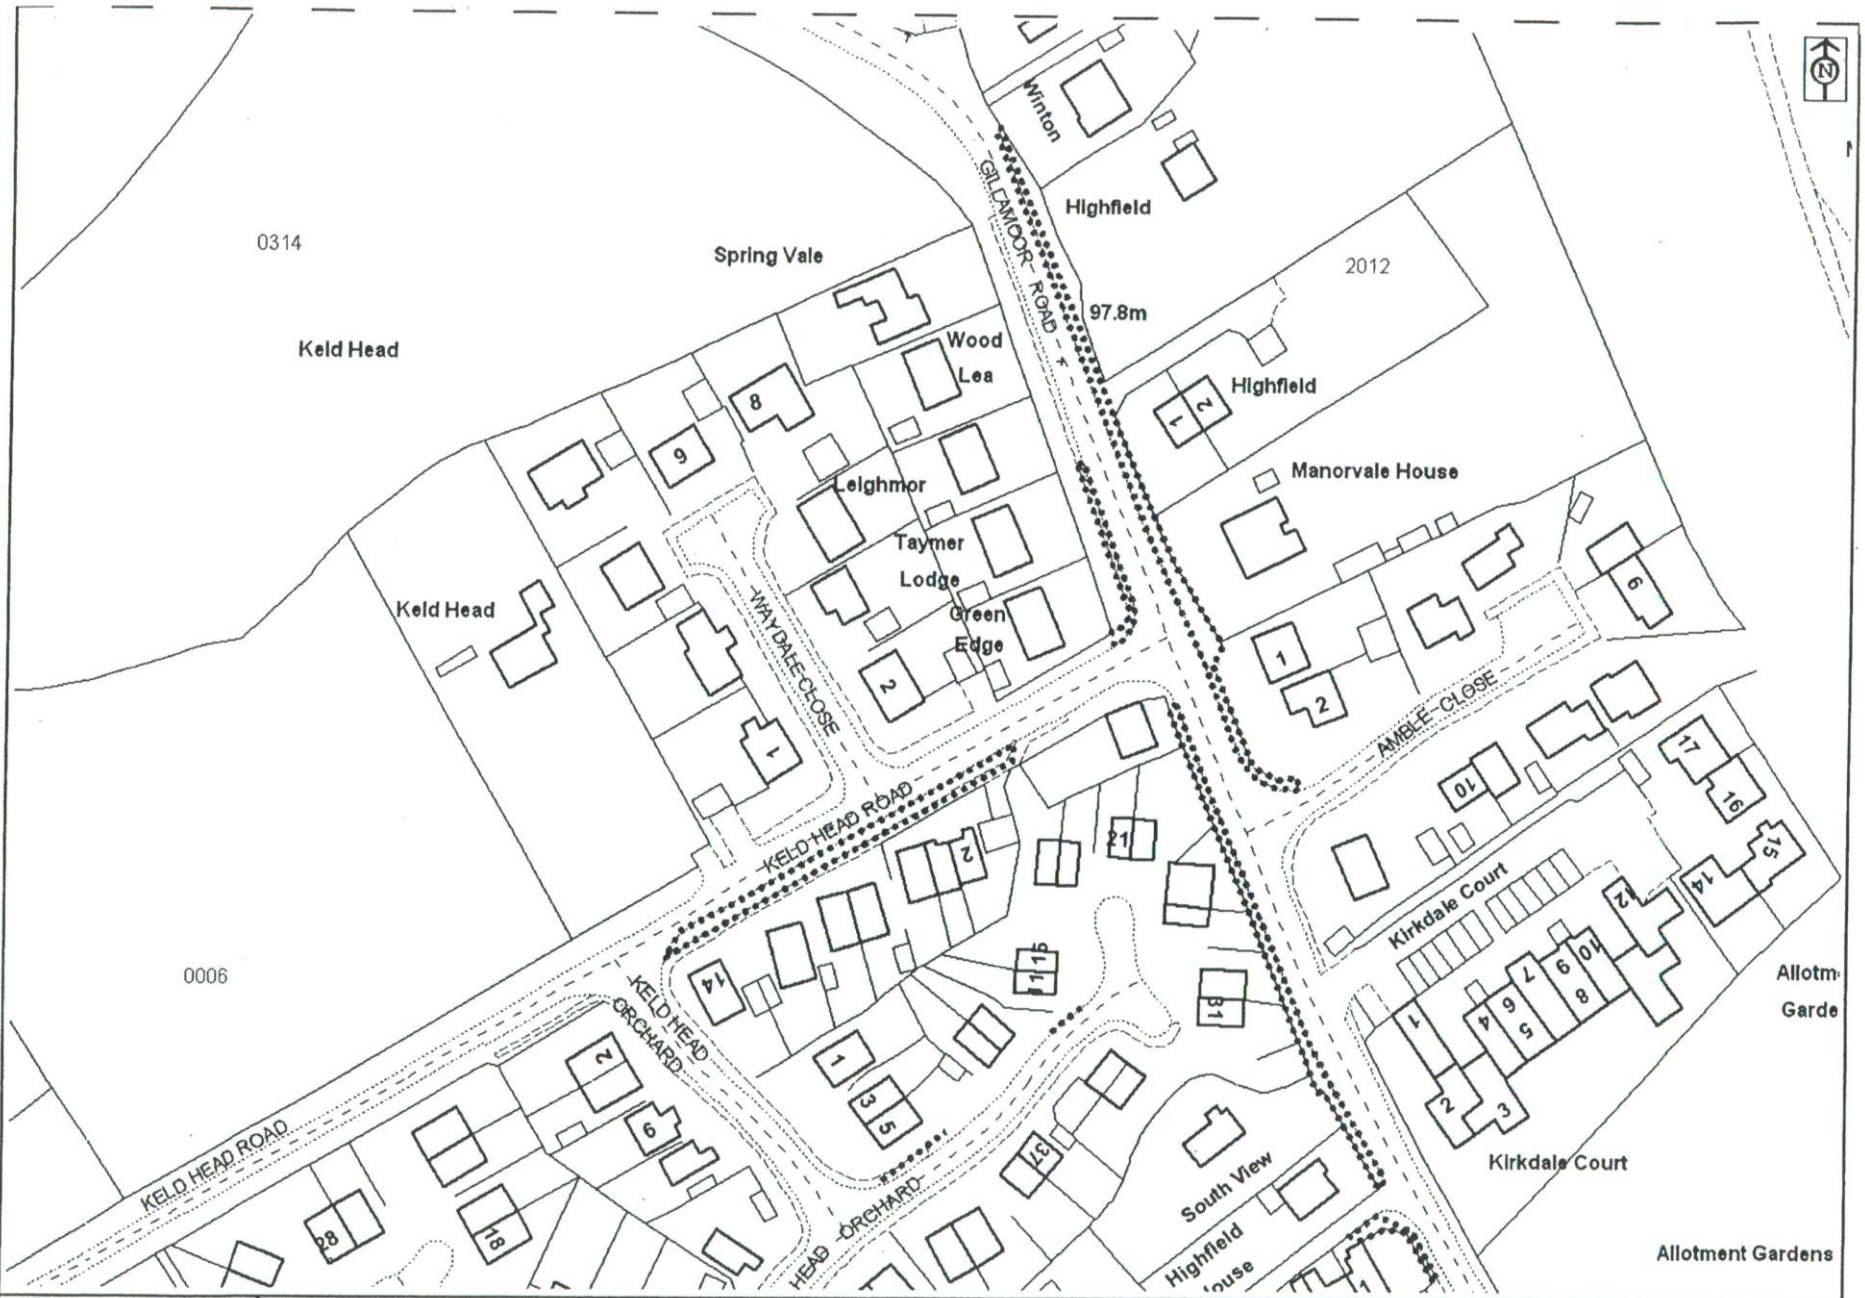 N
Winton
GILLAMOOR ROAD
Highfield
0314
Spring Vale
2012
97.8m
Keld Head
Wood
Lea
8
Highfield
1
2
9
Leighmor
Manorvale House
Taymer
Lodge
Keld Head
Green
Edge
WAYDALE CLOSE
6
1
2
2
1
AMBLE CLOSE
17
10
16
KELD HEAD ROAD
21
2
15
14
Kirkdale Court
12
0006
14
KELD HEAD
ORCHARD
31
10
9
8
7
6
5
4
1
Allotm
Garde
2
1
3
5
6
37
2
3
Kirkdale Court
KELD HEAD ROAD
South View
ORCHARD
HEAD
28
18
Highfield
House
1
Allotment Gardens